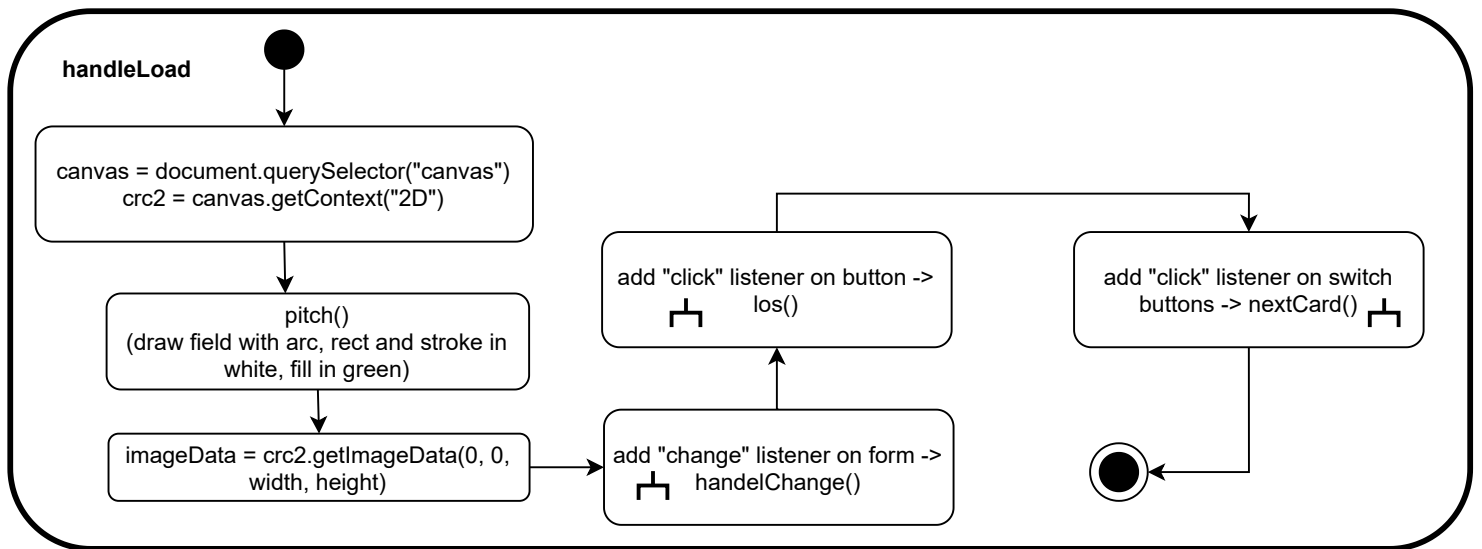 handleLoad
canvas = document.querySelector("canvas")
crc2 = canvas.getContext("2D")
pitch()
(draw field with arc, rect and stroke in
white, fill in green)
imageData = crc2.getImageData(0, 0,
width, height)
add "change" listener on form ->
handelChange()
add "click" listener on button ->
los()
add "click" listener on switch
buttons -> nextCard()